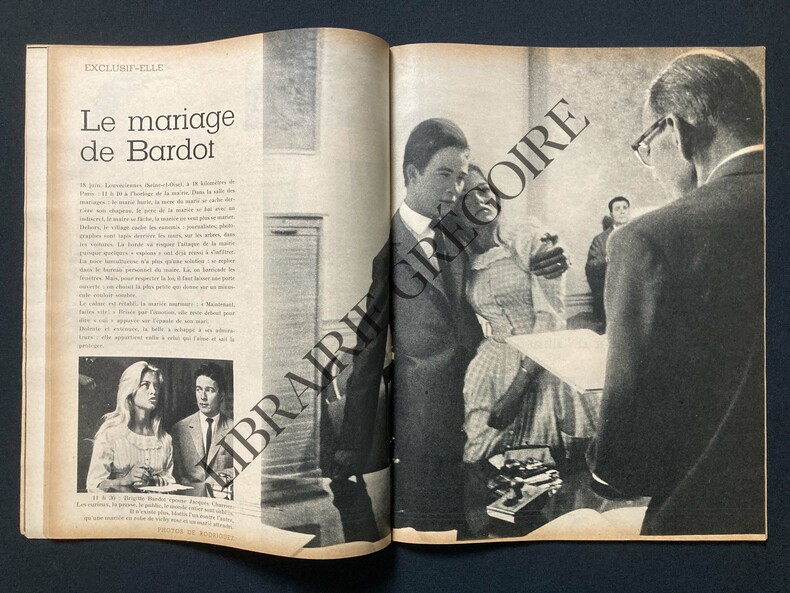 EXCLUSIF-ELLE
Le mariage
de Bardot
18 juin. Louveciennes (Seine-et-Oise), à 18 kilomètres de
Paris : 11 h 10 à l'horloge de la mairie. Dans la salle des
mariages : le marié hurle, la mère du marié se cache der-
rière son chapeau, le père de la mariée se bat avec un
indiscret, le maire se fâche, la mariée ne veut plus se marier.
Dehors, le village cache les ennemis : journalistes, photo-
graphes sont tapis derrière les murs, sur les arbres, dans
les voitures. La horde va risquer l'attaque de la mairie
puisque quelques « espions » ont déjà réussi à s'infiltrer.
La noce tumultueuse n'a plus qu'une solution : se replier
dans le bureau personnel du maire. Là, on barricade les
fenêtres. Mais, pour respecter la loi, il faut laisser une porte
ouverte : on choisit la plus petite qui donne sur un minus-
cule couloir sombre.
Le calme est rétabli, la mariée murmure : « Maintenant,
faites vite! » Brisée par l'émotion, elle reste debout pour
dire « oui » appuyée sur l'épaule de son mari.
Dolente et exténuée, la belle a échappé à ses admira-
teurs : elle appartient enfin à celui qui l'aime et sait la
protéger.
11 h 30 : Brigitte Bardot épouse Jacques Charrier.
Les curieux, la presse, le public, le monde entier sont oubliés.
Il n'existe plus, blottis l'un contre l'autre,
qu'une mariée en robe de vichy rose et un marié attendri.
PHOTOS DE RODRIGUEZ
LIBRAIRIE GRÉGOIRE